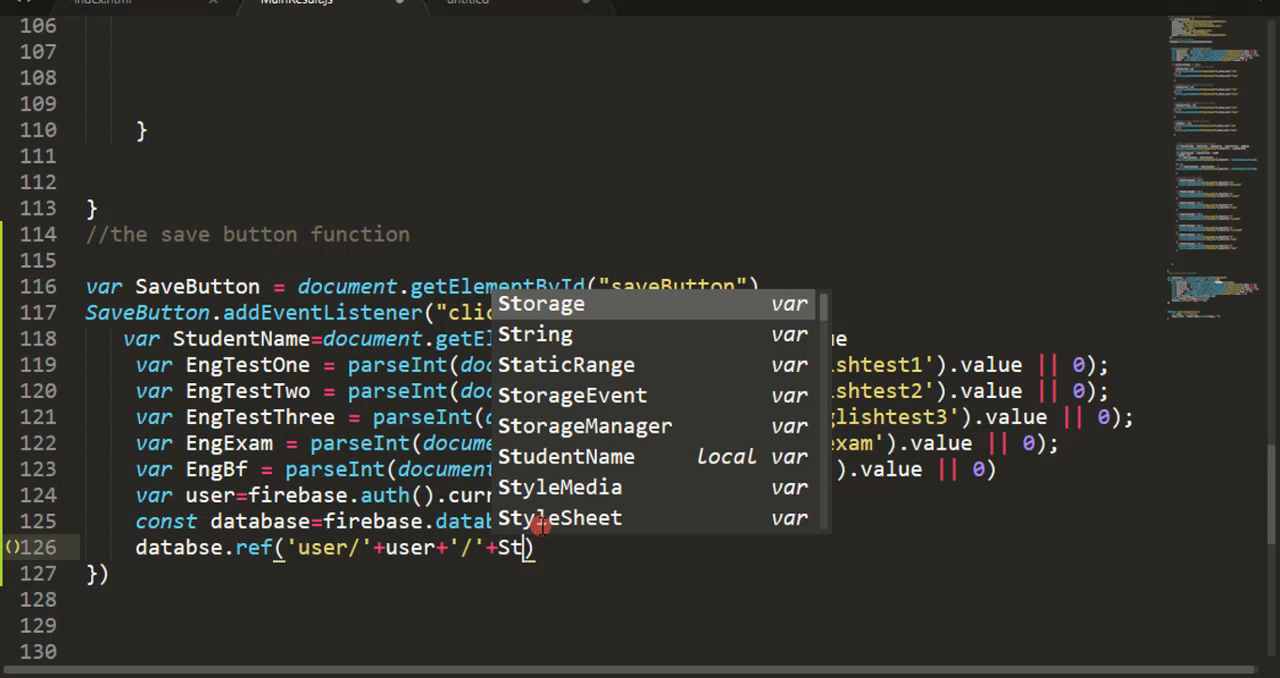 untitled
106
107
108
109
110 }
111
112
113 }
114 //the save button function
115
116 var SaveButton = document.getElementById("saveButton")
117 SaveButton.addEventListener("clic
118 var StudentName=document.getEl ue
119 var EngTestOne = parseInt(doc lishtest1').value || 0);
120 var EngTestTwo = parseInt(doc lishtest2').value || 0);
121 var EngTestThree = parseInt(d glishtest3').value || 0);
122 var EngExam = parseInt(docume exam').value || 0);
123 var EngBf = parseInt(document ).value || 0)
124 var user=firebase.auth().curr
125 const database=firebase.datab
()126 databse.ref('user/'+user+'/'+St)
127 })
128
129
130
Storage var
String var
StaticRange var
StorageEvent var
StorageManager var
StudentName local var
StyleMedia var
StyleSheet var